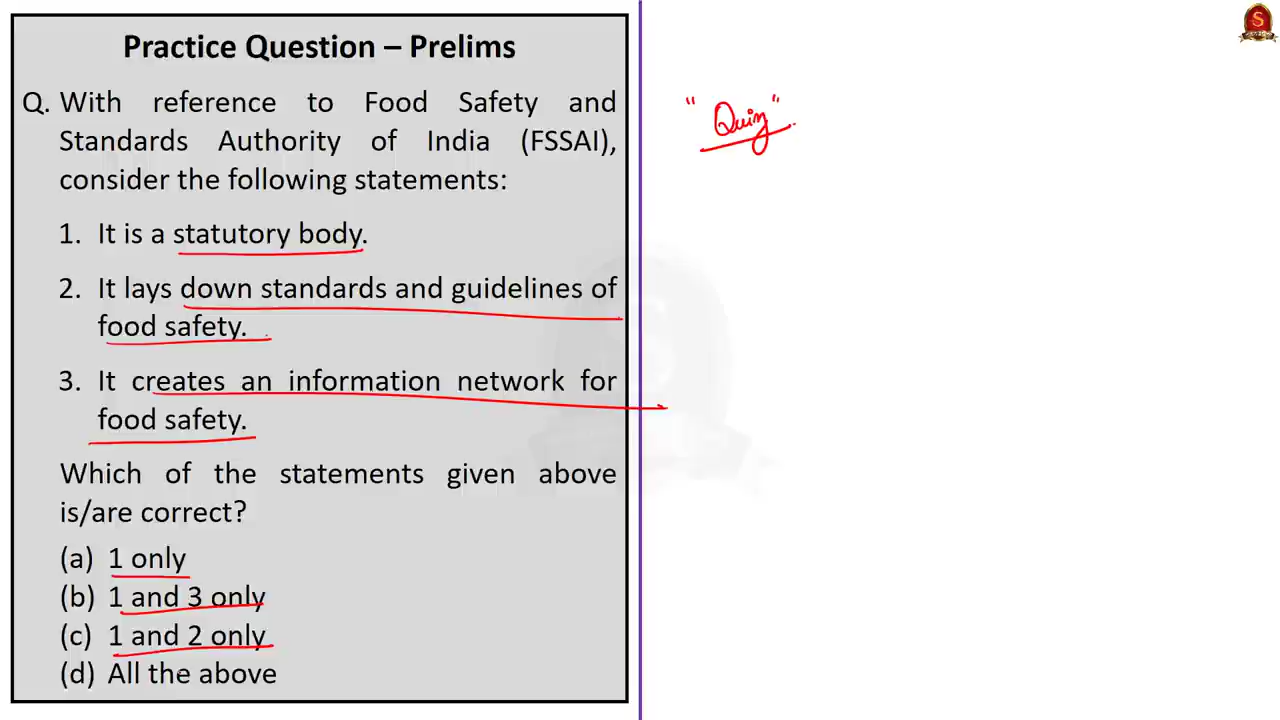 Practice Question – Prelims
Q. With reference to Food Safety and
Standards Authority of India (FSSAI),
consider the following statements:
1. It is a statutory body.
2. It lays down standards and guidelines of
food safety.
3. It creates an information network for
food safety.
Which of the statements given above
is/are correct?
(a) 1 only
(b) 1 and 3 only
(c) 1 and 2 only
(d) All the above
S